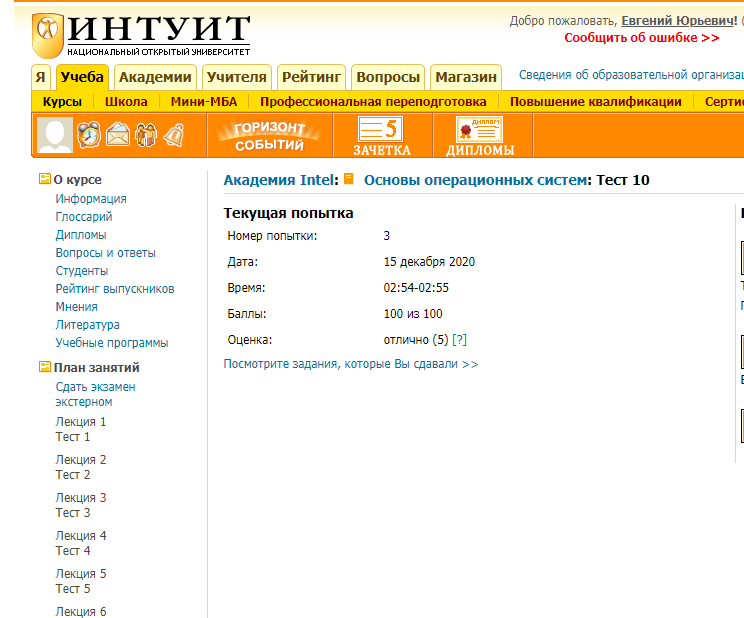 ИНТУИТ
НАЦИОНАЛЬНЫЙ ОТКРЫТЫЙ УНИВЕРСИТЕТ
Добро пожаловать, Евгений Юрьевич! (
Сообщить об ошибке >>
Я Учеба Академии Учителя Рейтинг Вопросы Магазин Сведения об образовательной организа
Курсы Школа Мини-МБА Профессиональная переподготовка Повышение квалификации Серти
ГОРИЗОНТ
СОБЫТИЙ
5
ЗАЧЕТКА
ДИПЛОМ
ДИПЛОМЫ
О курсе
Информация
Глоссарий
Дипломы
Вопросы и ответы
Студенты
Рейтинг выпускников
Мнения
Литература
Учебные программы
План занятий
Сдать экзамен
экстерном
Лекция 1
Тест 1
Лекция 2
Тест 2
Лекция 3
Тест 3
Лекция 4
Тест 4
Лекция 5
Тест 5
Лекция 6
Академия Intel: Основы операционных систем: Тест 10
Текущая попытка
Номер попытки: 3
Дата: 15 декабря 2020
Время: 02:54-02:55
Баллы: 100 из 100
Оценка: отлично (5) [?]
Посмотрите задания, которые Вы сдавали >>